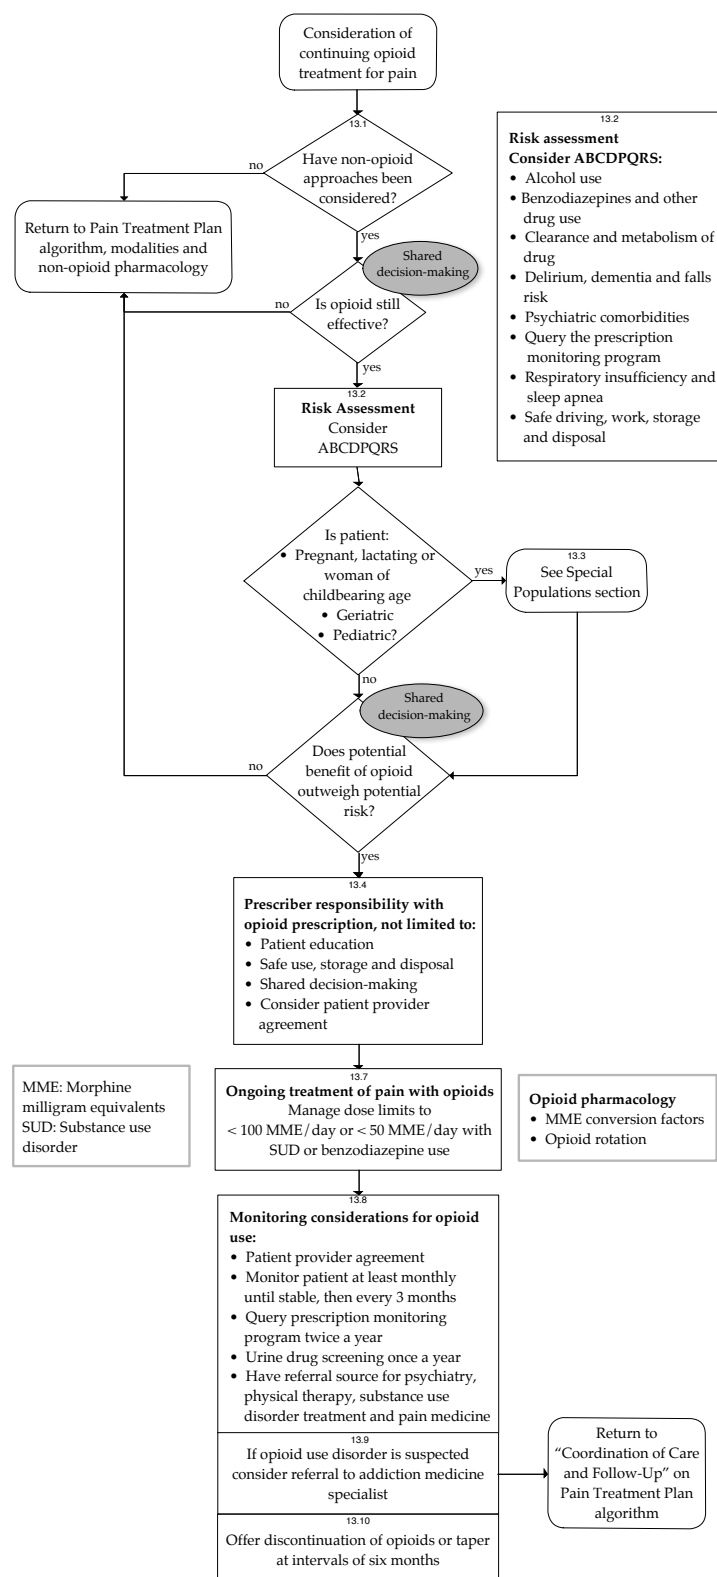 Consideration of
continuing opioid
treatment for pain
13.1
Have non-opioid
approaches been
considered?
no
yes
Return to Pain Treatment Plan
algorithm, modalities and
non-opioid pharmacology
13.2
Risk assessment
Consider ABCDPQRS:
• Alcohol use
• Benzodiazepines and other
drug use
• Clearance and metabolism of
drug
• Delirium, dementia and falls
risk
• Psychiatric comorbidities
• Query the prescription
monitoring program
• Respiratory insufficiency and
sleep apnea
• Safe driving, work, storage
and disposal
Shared
decision-making
Is opioid still
effective?
no
yes
13.2
Risk Assessment
Consider
ABCDPQRS
Is patient:
• Pregnant, lactating or
woman of
childbearing age
• Geriatric
• Pediatric?
yes
no
13.3
See Special
Populations section
Shared
decision-making
Does potential
benefit of opioid
outweigh potential
risk?
no
yes
13.4
Prescriber responsibility with
opioid prescription, not limited to:
• Patient education
• Safe use, storage and disposal
• Shared decision-making
• Consider patient provider
agreement
MME: Morphine
milligram equivalents
SUD: Substance use
disorder
13.7
Ongoing treatment of pain with opioids
Manage dose limits to
< 100 MME/day or < 50 MME/day with
SUD or benzodiazepine use
Opioid pharmacology
• MME conversion factors
• Opioid rotation
13.8
Monitoring considerations for opioid
use:
• Patient provider agreement
• Monitor patient at least monthly
until stable, then every 3 months
• Query prescription monitoring
program twice a year
• Urine drug screening once a year
• Have referral source for psychiatry,
physical therapy, substance use
disorder treatment and pain medicine
13.9
If opioid use disorder is suspected
consider referral to addiction medicine
specialist
13.10
Offer discontinuation of opioids or taper
at intervals of six months
Return to
“Coordination of Care
and Follow-Up” on
Pain Treatment Plan
algorithm